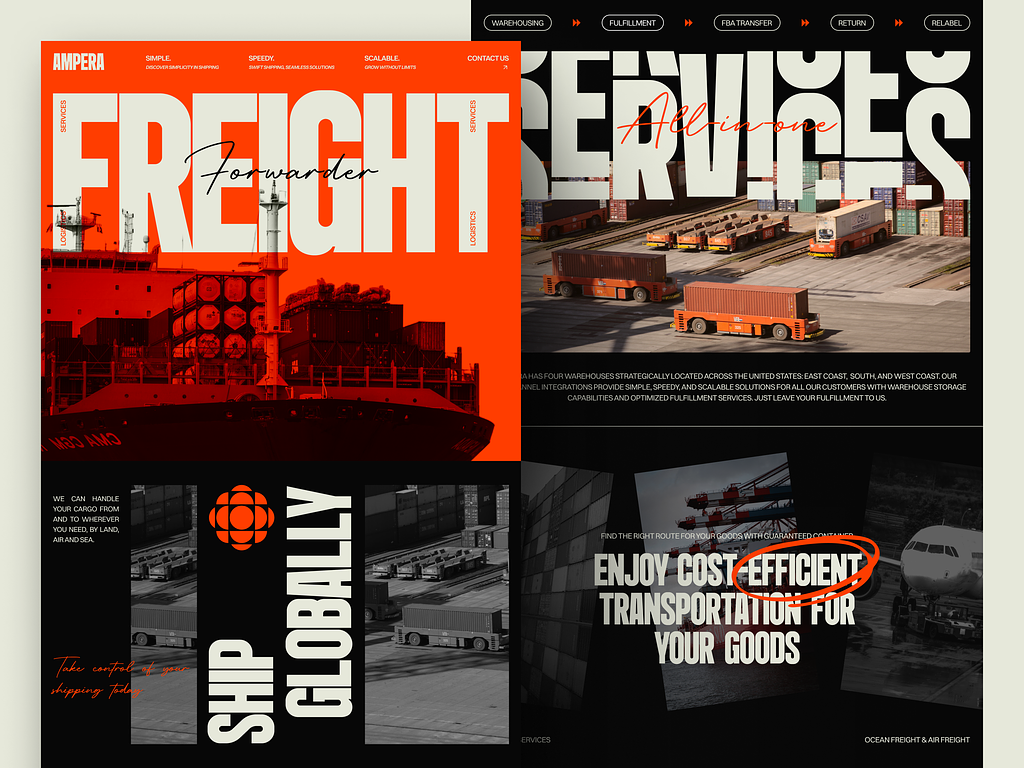 AMPERA
SIMPLE.
DISCOVER SIMPLICITY IN SHIPPING
SPEEDY.
SWIFT SHIPPING, SEAMLESS SOLUTIONS
SCALABLE.
GROW WITHOUT LIMITS
CONTACT US
SERVICES
SERVICES
FREIGHT
Forwarder
LOGISTICS
WE CAN HANDLE
YOUR CARGO FROM
AND TO WHEREVER
YOU NEED, BY LAND,
AIR AND SEA.
Take control of your
shipping today
SHIP
GLOBALLY
WAREHOUSING
FULFILLMENT
FBA TRANSFER
RETURN
RELABEL
SERVICES
All-in-one
HAS FOUR WAREHOUSES STRATEGICALLY LOCATED ACROSS THE UNITED STATES: EAST COAST, SOUTH, AND WEST COAST. OUR
INTEGRATIONS PROVIDE SIMPLE, SPEEDY, AND SCALABLE SOLUTIONS FOR ALL OUR CUSTOMERS WITH WAREHOUSE STORAGE
CAPABILITIES AND OPTIMIZED FULFILLMENT SERVICES. JUST LEAVE YOUR FULFILLMENT TO US.
FIND THE RIGHT ROUTE FOR YOUR GOODS WITH GUARANTEED CONTAINER
ENJOY COST-EFFICIENT
TRANSPORTATION FOR
YOUR GOODS
OCEAN FREIGHT & AIR FREIGHT